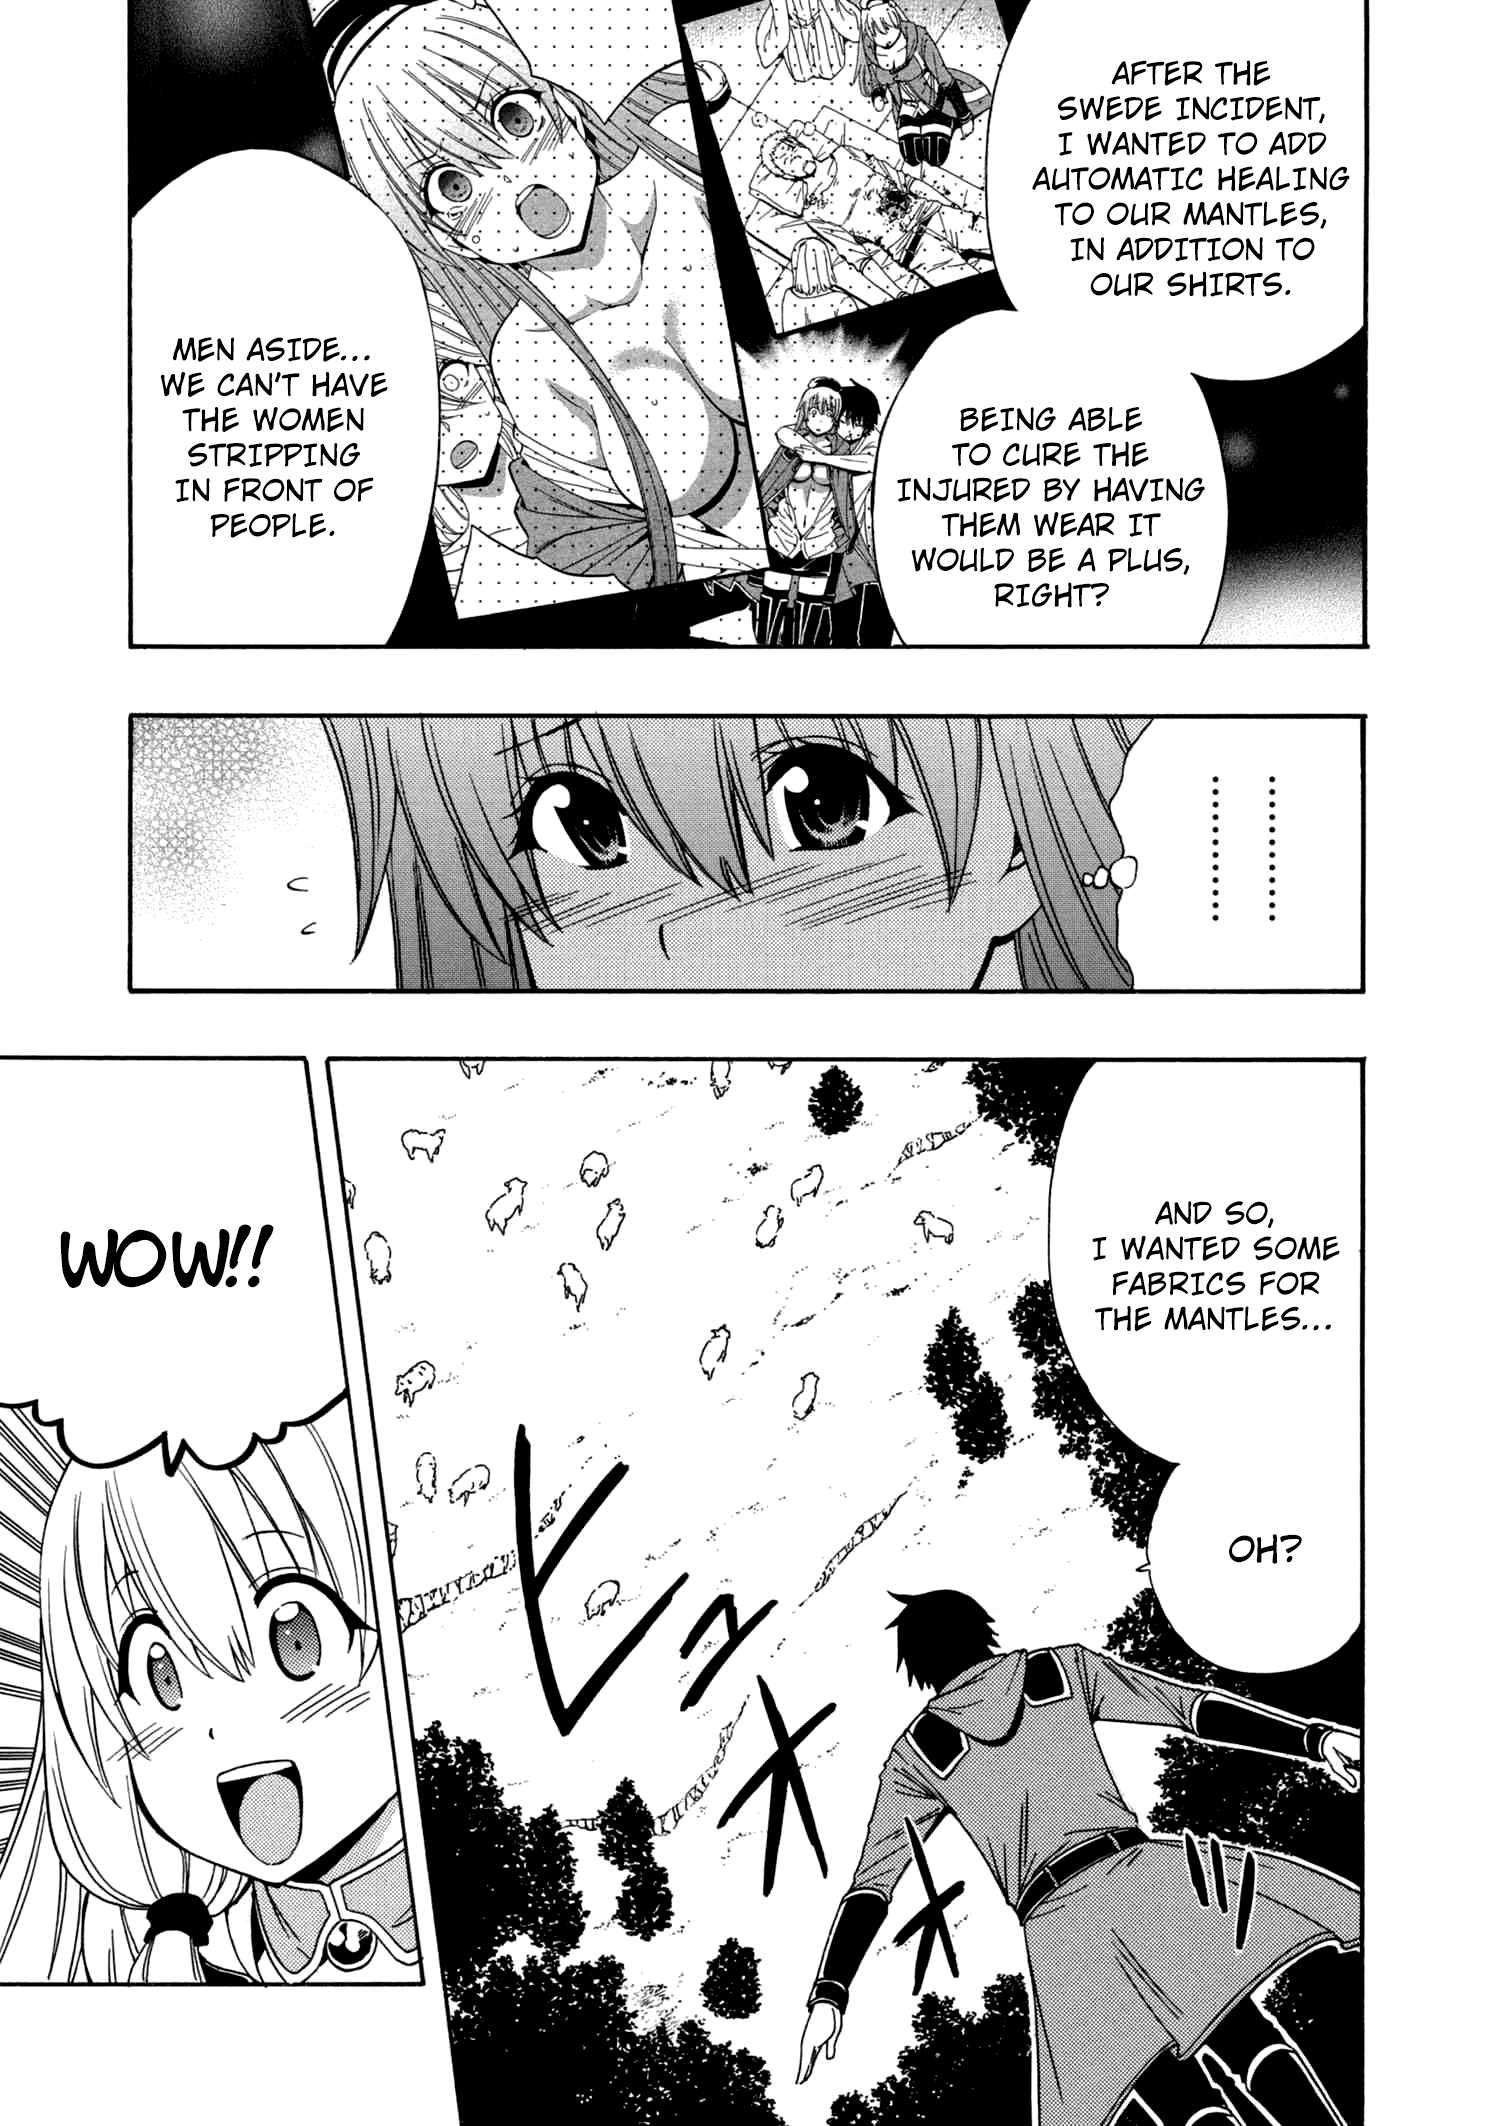 AFTER THE
SWEDE INCIDENT,
I WANTED TO ADD
AUTOMATIC HEALING
TO OUR MANTLES,
IN ADDITION TO
OUR SHIRTS.
BEING ABLE
TO CURE THE
INJURED BY HAVING
THEM WEAR IT
WOULD BE A PLUS,
RIGHT?
MEN ASIDE...
WE CAN'T HAVE
THE WOMEN
STRIPPING
IN FRONT OF
PEOPLE.
AND SO,
I WANTED SOME
FABRICS FOR
THE MANTLES...
OH?
ビュオオ
WOW!!